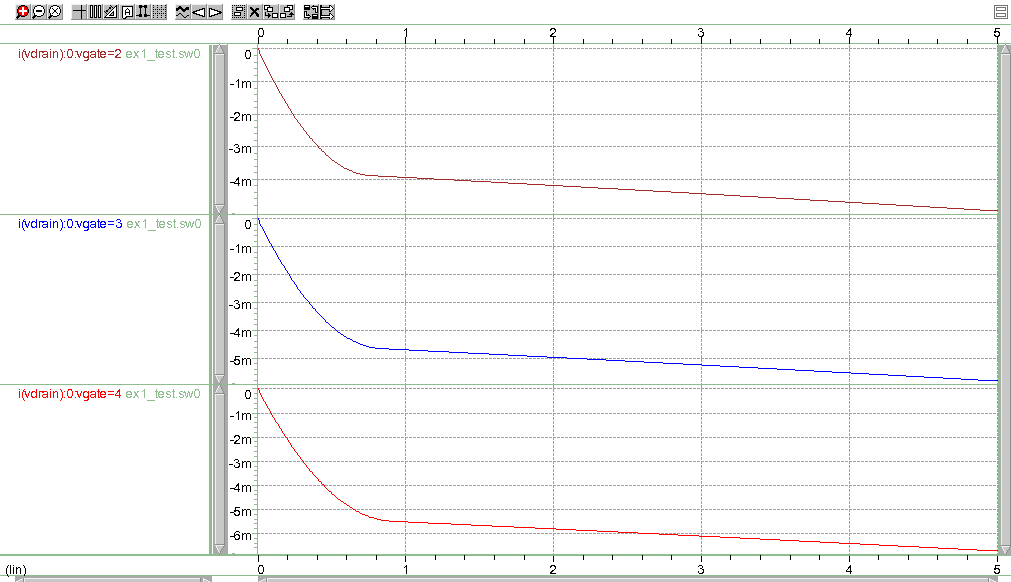 0 1 2 3 4 5
i(vdrain):0:vgate=2 ex1_test.sw0
0
-1m
-2m
-3m
-4m
i(vdrain):0:vgate=3 ex1_test.sw0
0
-1m
-2m
-3m
-4m
-5m
i(vdrain):0:vgate=4 ex1_test.sw0
0
-1m
-2m
-3m
-4m
-5m
-6m
(lin) 0 1 2 3 4 5